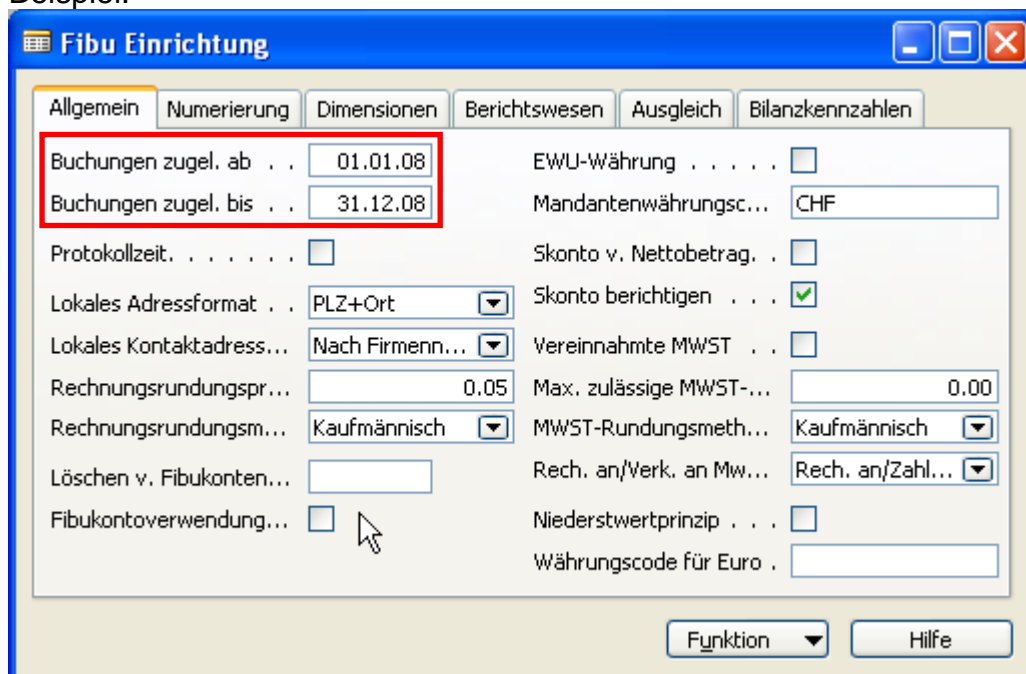 Beispiel:
Fibu Einrichtung
Allgemein Numerierung Dimensionen Berichtswesen Ausgleich Bilanzkennzahlen
Buchungen zugel. ab . . 01.01.08 EWU-Währung . . . . .
Buchungen zugel. bis . . 31.12.08 Mandantenwährungsc... CHF
Protokollzeit. . . . . . . Skonto v. Nettobetrag. .
Lokales Adressformat . . PLZ+Ort Skonto berichtigen . . .
Lokales Kontaktadress... Nach Firmenn... Vereinnahmte MWST . .
Rechnungsrundungspr... 0.05 Max. zulässige MWST-... 0.00
Rechnungsrundungsm... Kaufmännisch MWST-Rundungsmeth... Kaufmännisch
Löschen v. Fibukonten... Rech. an/Verk. an Mw... Rech. an/Zahl...
Fibukontoverwendung... Niederstwertprinzip . . .
Währungscode für Euro .
Funktion Hilfe